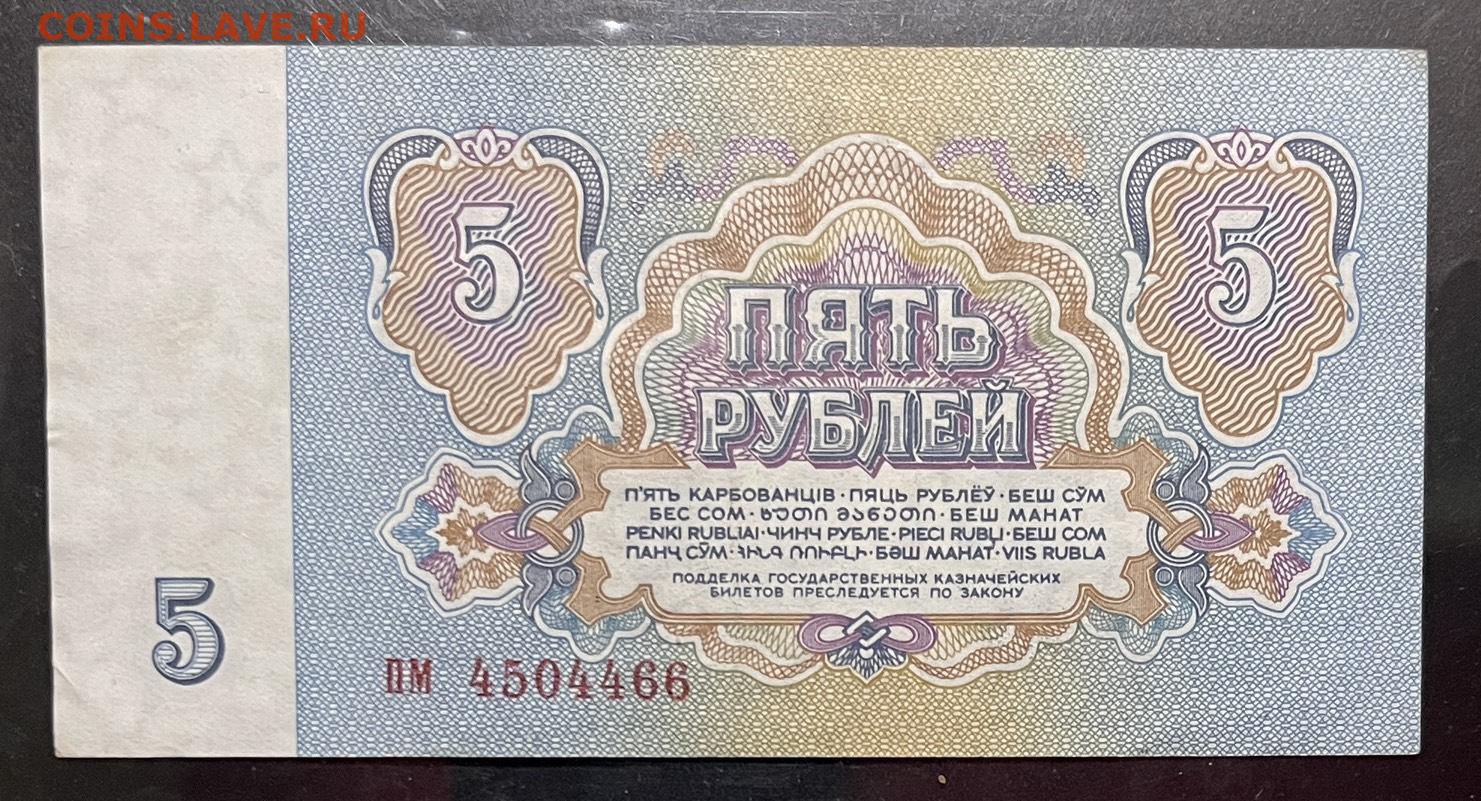 COINS.LAVE.RU
5
5
ПЯТЬ
РУБЛЕЙ
П'ЯТЬ КАРБОВАНЦІВ · ПЯЦЬ РУБЛЁЎ · БЕШ СЎМ
БЕС СОМ · ხუთი მანეთი · БЕШ МАНАТ
PENKI RUBLIAI · ЧИНЧ РУБЛЕ · PIECI RUBĻI · БЕШ СОМ
ПАНҶ СӮМ · ՀԻՆԳ ՌՈՒԲԼԻ · БӘШ МАНАТ · VIIS RUBLA
ПОДДЕЛКА ГОСУДАРСТВЕННЫХ КАЗНАЧЕЙСКИХ
БИЛЕТОВ ПРЕСЛЕДУЕТСЯ ПО ЗАКОНУ
5
ПМ 4504466